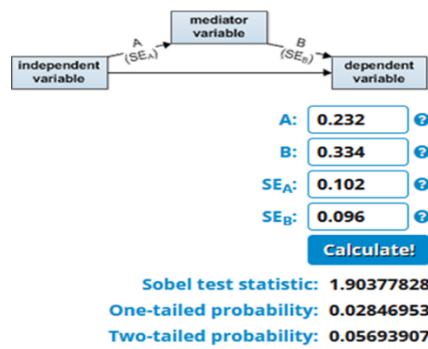 mediator
variable
A
(SEA)
B
(SEB)
independent
variable
dependent
variable
A: 0.232 ?
B: 0.334 ?
SEA: 0.102 ?
SEB: 0.096 ?
Calculate!
Sobel test statistic: 1.90377828
One-tailed probability: 0.02846953
Two-tailed probability: 0.05693907